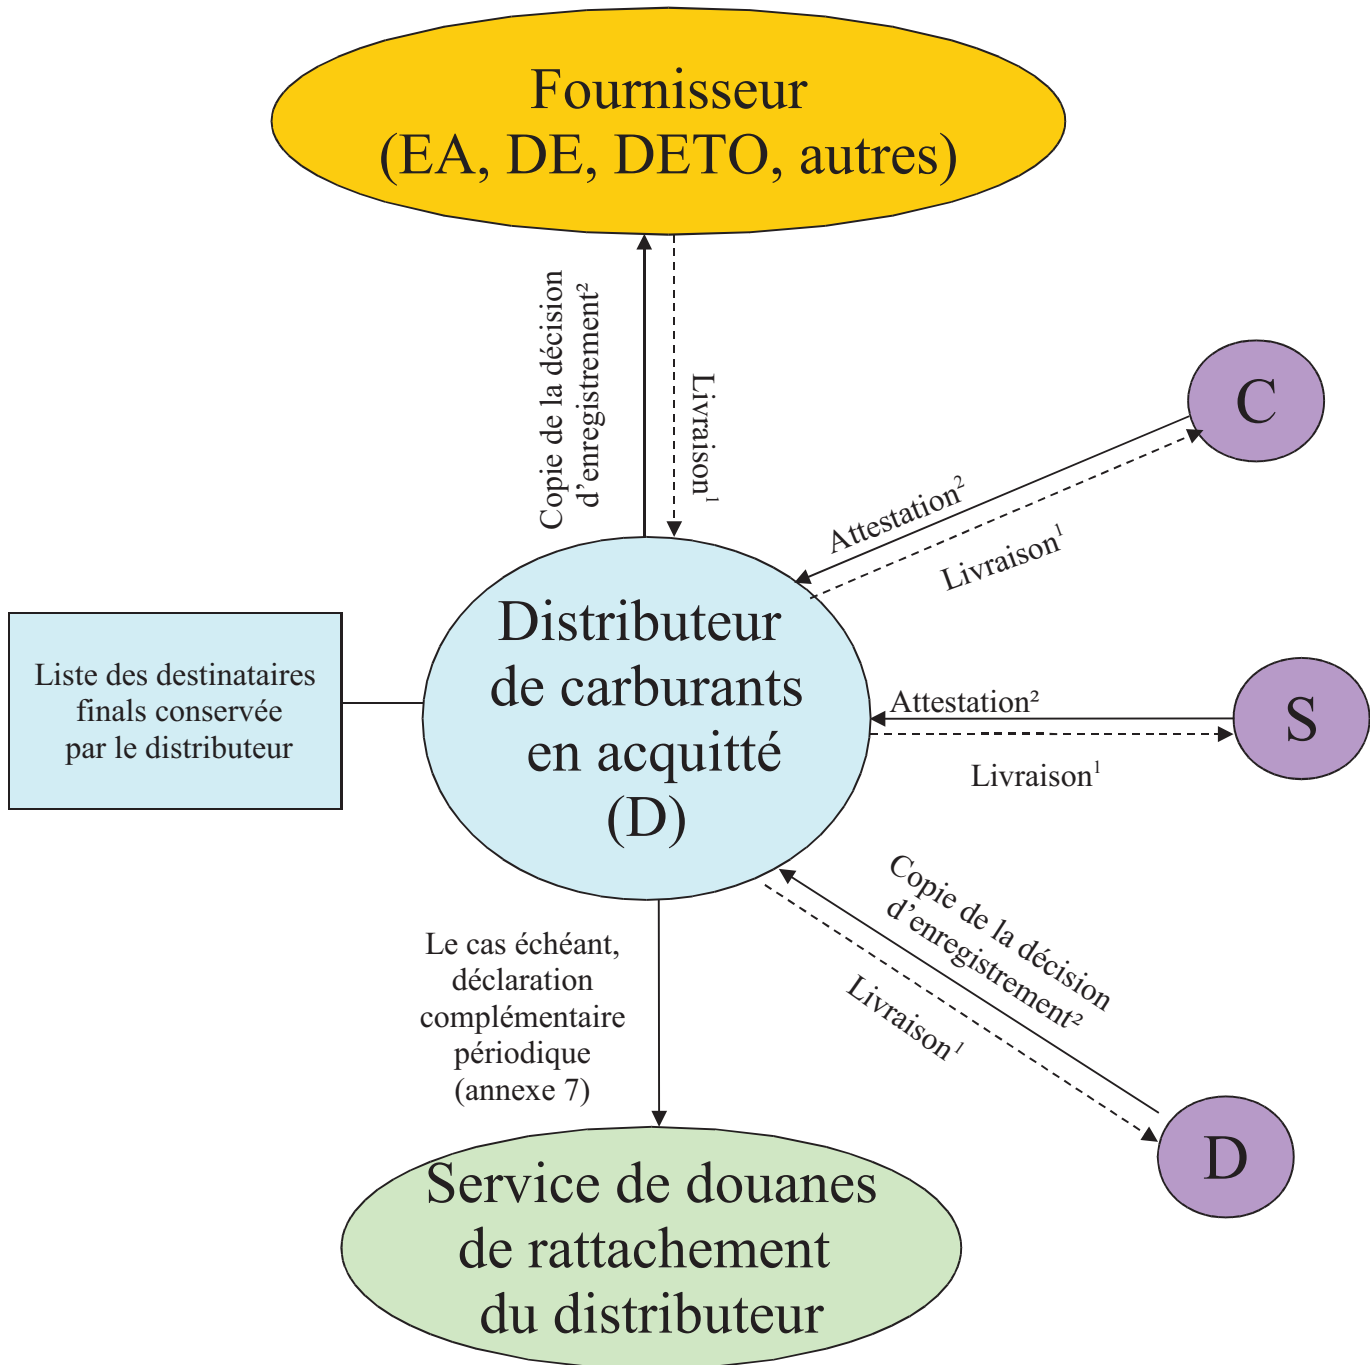 Fournisseur
(EA, DE, DETO, autres)
Copie de la décision
d’enregistrement²
Livraison¹
C
Attestation²
Livraison¹
Liste des destinataires
finals conservée
par le distributeur
Distributeur
de carburants
en acquitté
(D)
Attestation²
Livraison¹
S
Copie de la décision
d’enregistrement²
Livraison¹
D
Le cas échéant,
déclaration
complémentaire
périodique
(annexe 7)
Service de douanes
de rattachement
du distributeur